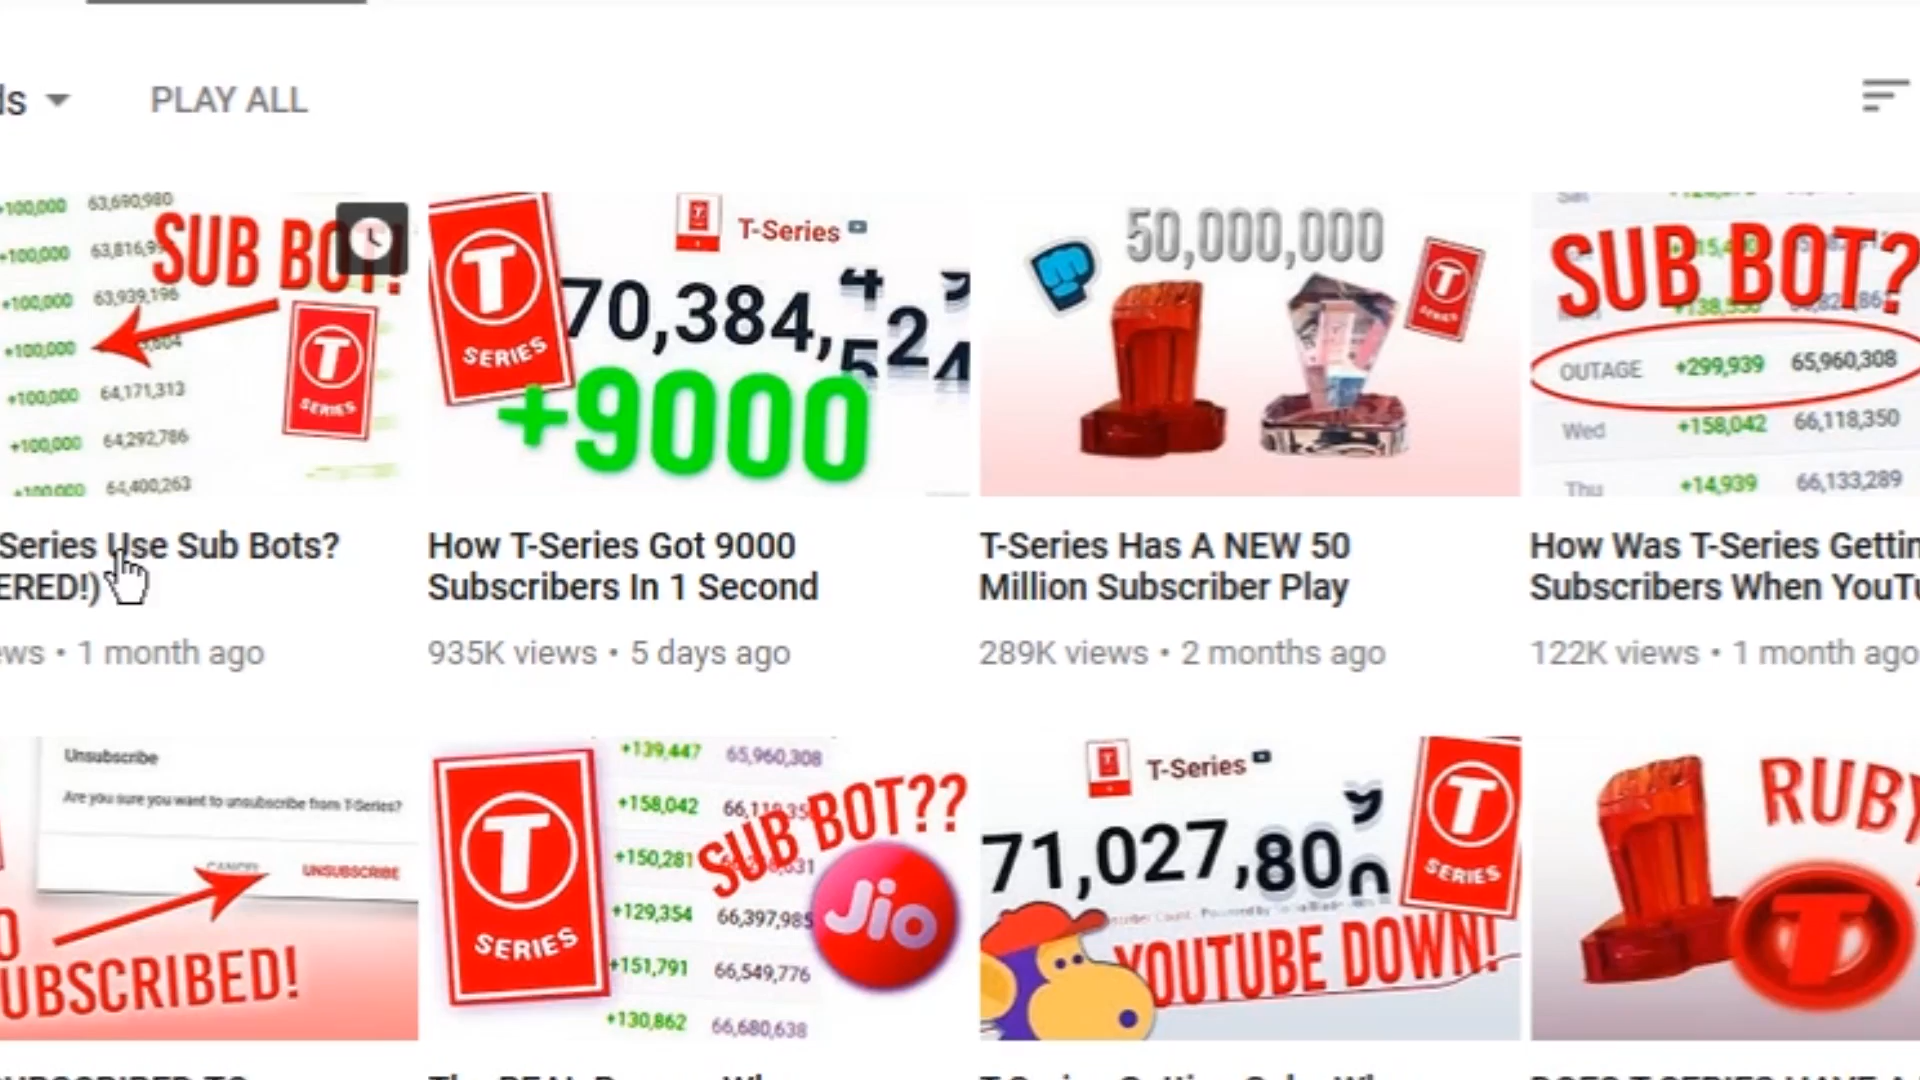 PLAY ALL
+100,000 63,690,980
+100,000
+100,000 63,939,196
+100,000
+100,000 64,171,313
+100,000 64,292,786
+100,000 64,400,263
SUB BOT!
T
SERIES
T
SERIES
T-Series
70,384,
+9000
50,000,000
T
SERIES
SUB BOT?
OUTAGE +299,939 65,960,308
Wed +158,042 66,118,350
Thu +14,939 66,133,289
Series Use Sub Bots?
ERED!)
1 month ago
How T-Series Got 9000
Subscribers In 1 Second
935K views • 5 days ago
T-Series Has A NEW 50
Million Subscriber Play
289K views • 2 months ago
How Was T-Series Gettin
Subscribers When YouTu
122K views • 1 month ago
Unsubscribe
Are you sure you want to unsubscribe from T-Series?
CANCEL UNSUBSCRIBE
UBSCRIBED!
T
SERIES
+139,447 65,960,308
+158,042
+150,281
+129,354 66,397,985
+151,791 66,549,776
+130,862 66,680,638
SUB BOT??
Jio
T-Series
71,027,80
T
SERIES
YOUTUBE DOWN!
RUBY
T